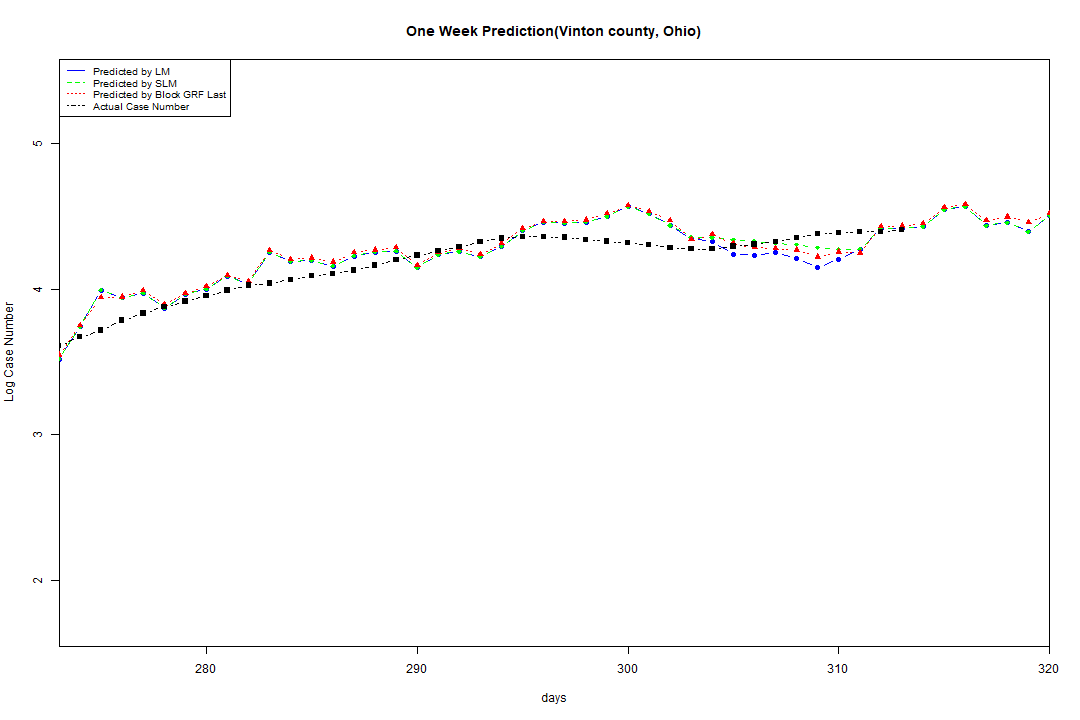 One Week Prediction(Vinton county, Ohio)
Predicted by LM
Predicted by SLM
Predicted by Block GRF Last
Actual Case Number
5
4
3
2
Log Case Number
280
290
300
310
320
days